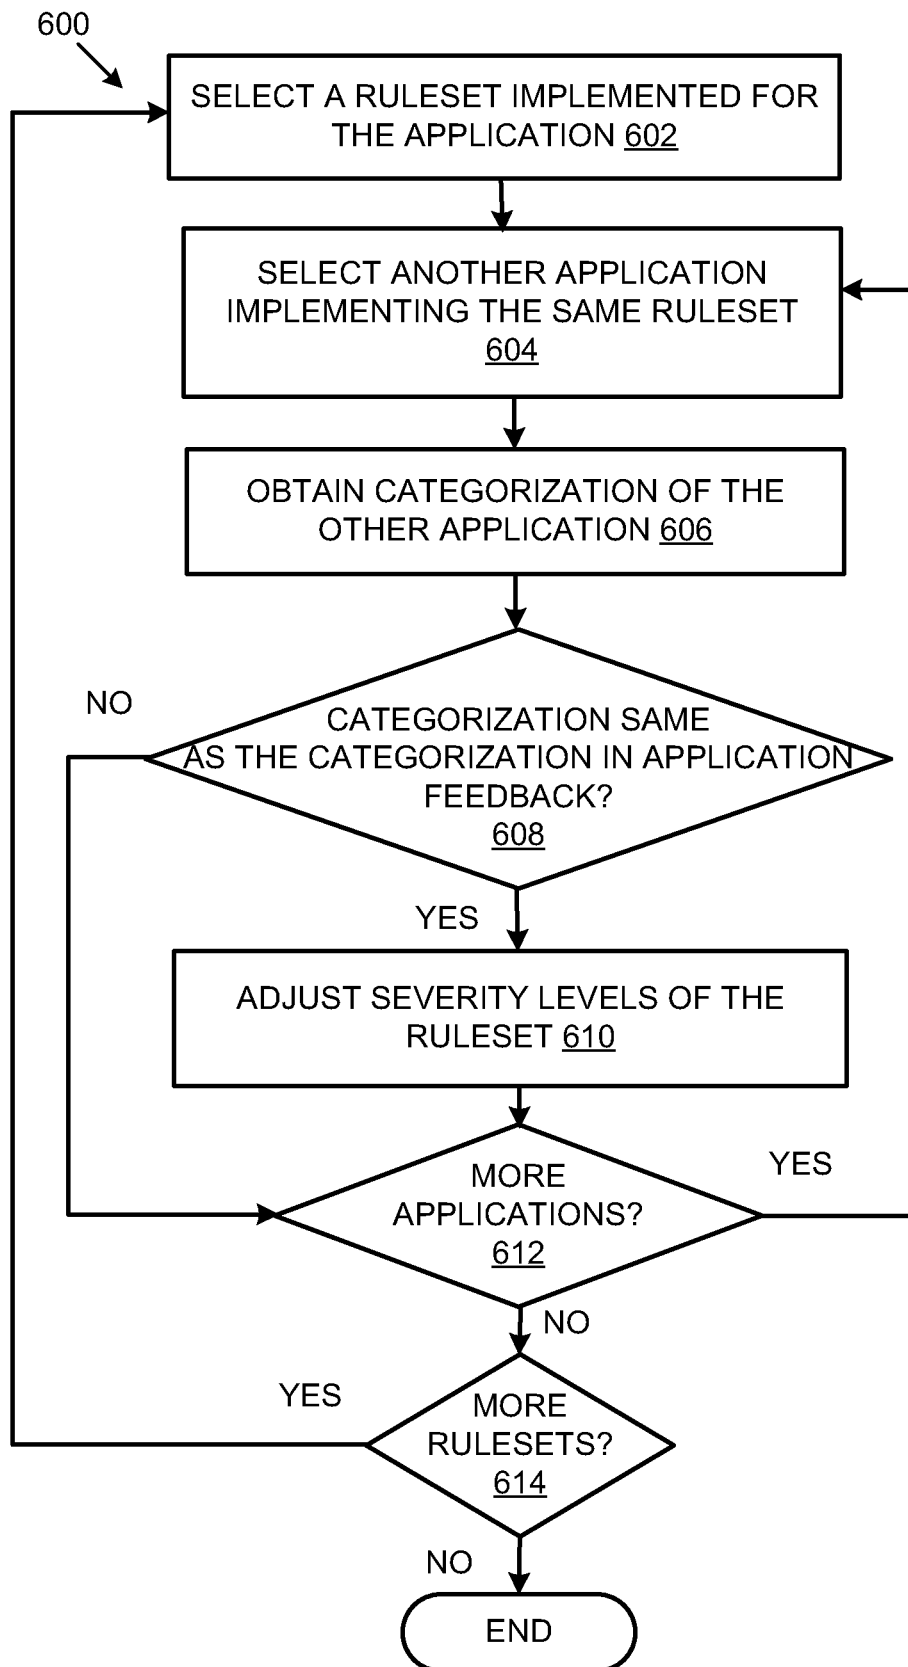 600
SELECT A RULESET IMPLEMENTED FOR
THE APPLICATION 602
SELECT ANOTHER APPLICATION
IMPLEMENTING THE SAME RULESET
604
OBTAIN CATEGORIZATION OF THE
OTHER APPLICATION 606
NO
CATEGORIZATION SAME
AS THE CATEGORIZATION IN APPLICATION
FEEDBACK?
608
YES
ADJUST SEVERITY LEVELS OF THE
RULESET 610
MORE
APPLICATIONS?
612
YES
NO
YES
MORE
RULESETS?
614
NO
END